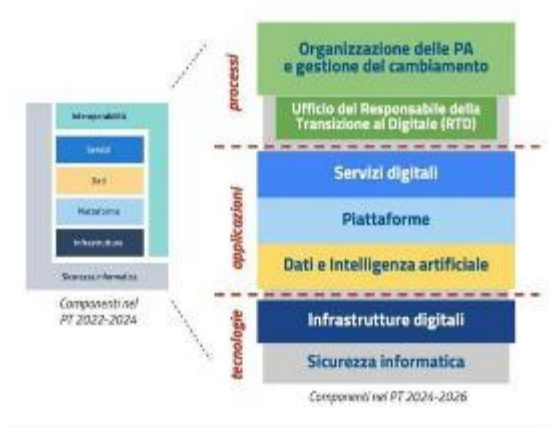 Interoperabilità
Servizi
Dati
Piattaforme
Infrastrutture
Sicurezza informatica
Componenti nel
PT 2022-2024
processi
Organizzazione delle PA
e gestione del cambiamento
Ufficio del Responsabile della
Transizione al Digitale (RTD)
applicazioni
Servizi digitali
Piattaforme
Dati e Intelligenza artificiale
tecnologie
Infrastrutture digitali
Sicurezza informatica
Componenti nel PT 2024-2026